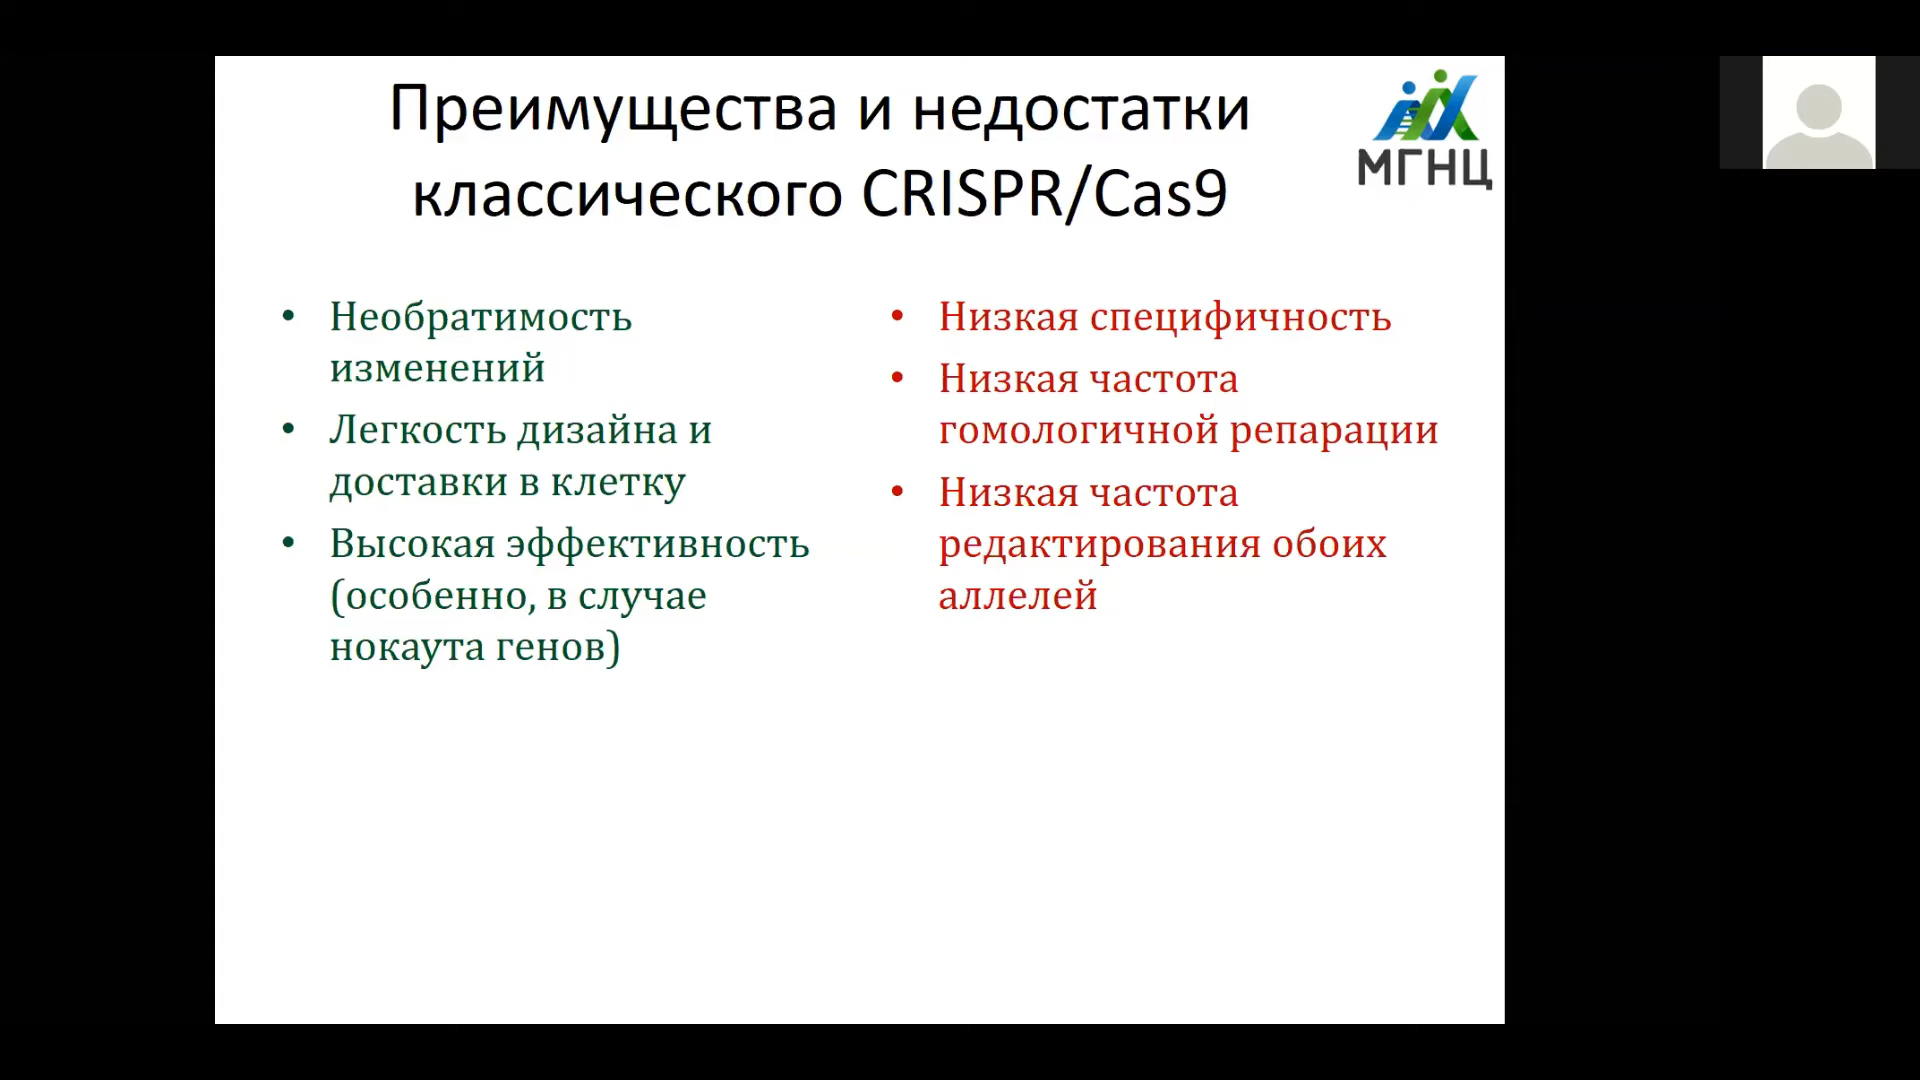 Преимущества и недостатки
классического CRISPR/Cas9
МГНЦ
• Необратимость
изменений
• Легкость дизайна и
доставки в клетку
• Высокая эффективность
(особенно, в случае
нокаута генов)
• Низкая специфичность
• Низкая частота
гомологичной репарации
• Низкая частота
редактирования обоих
аллелей